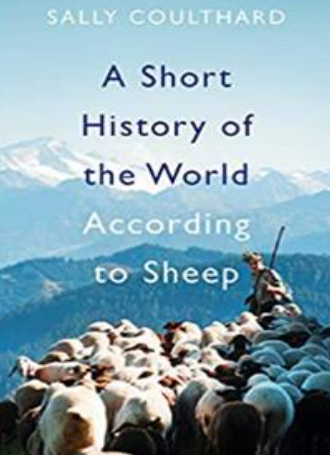 SALLY COULTHARD
A Short
History of
the World
According
to Sheep